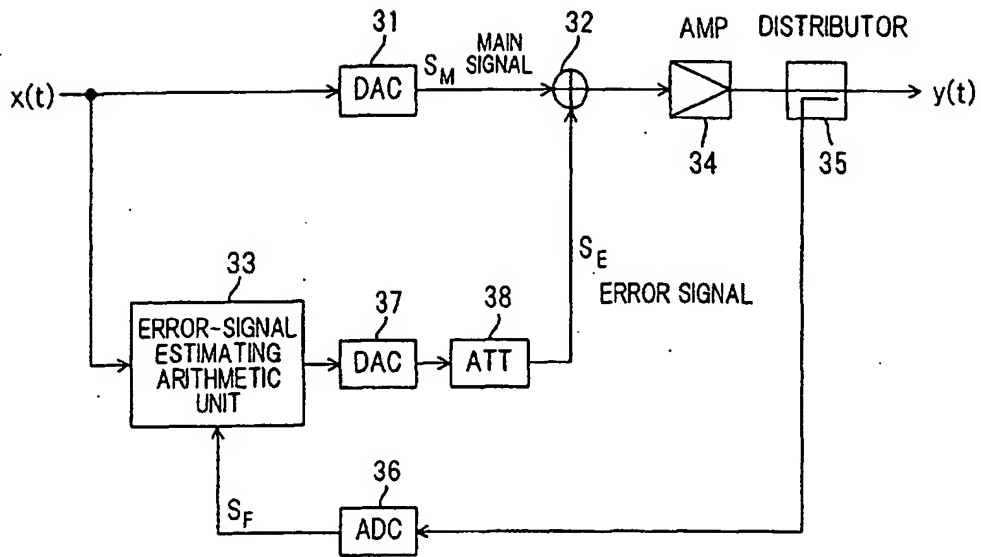 31
32
AMP DISTRIBUTOR
x(t)
DAC
S_M
MAIN
SIGNAL
y(t)
34
35
S_E
ERROR SIGNAL
33
ERROR-SIGNAL
ESTIMATING
ARITHMETIC
UNIT
37
DAC
38
ATT
36
S_F
ADC